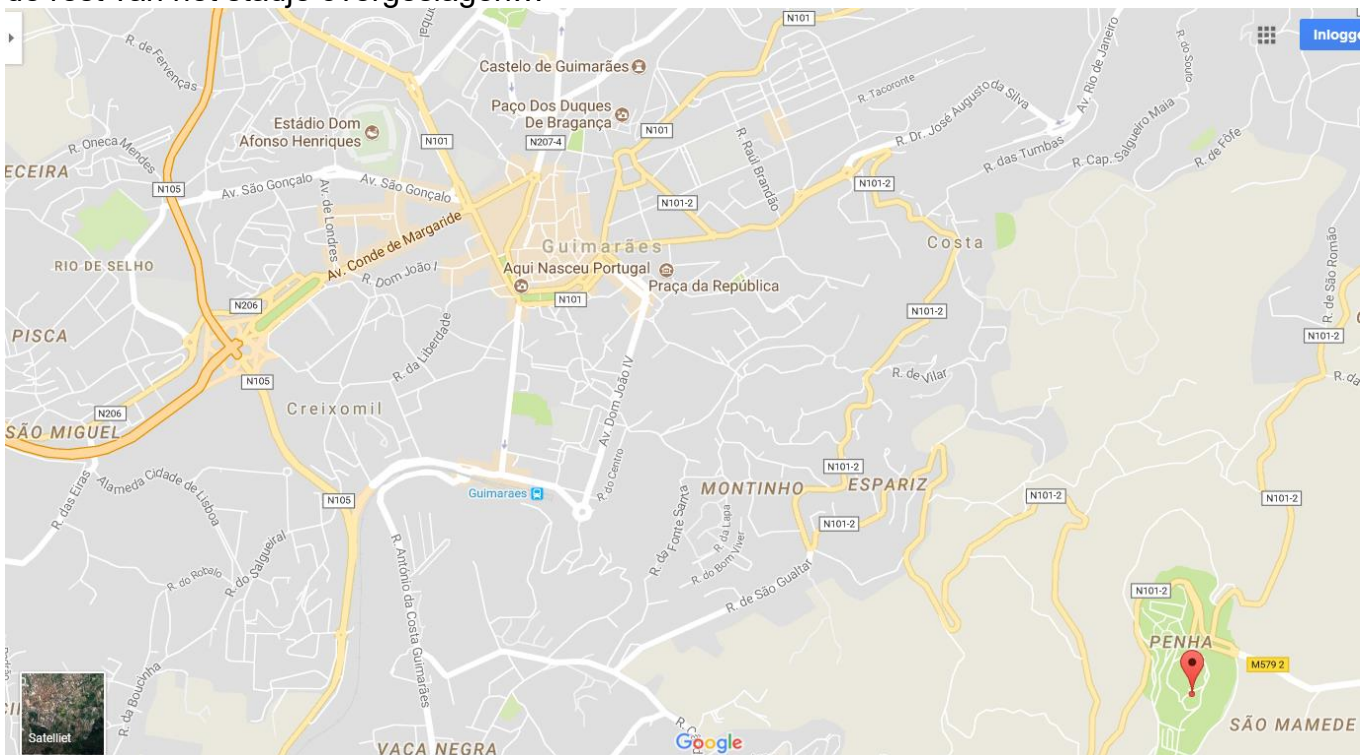 N101
Inlogge
R. de Fervenças
Castelo de Guimarães
R. Tacoronte
Av. Rio de Janeiro
R. do Souto
Paço Dos Duques
De Bragança
Estádio Dom
Afonso Henriques
N101
N207-4
N101
R. Raúl Brandão
R. Dr. José Augusto da Silva
R. das Tumbas
R. Cap. Salgueiro Maia
R. de Fôfe
R. Oneca Mendes
ECEIRA
N105
Av. São Gonçalo
Av. São Gonçalo
Av. de Londres
N101-2
N101-2
Av. Conde de Margaride
Guimarães
Costa
R. de São Romão
RIO DE SELHO
R. Dom João I
Aqui Nasceu Portugal
Praça da República
N206
N101
N101-2
PISCA
N101-2
R. da Liberdade
R. de Vilar
N105
Av. Dom João IV
N206
Creixomil
SÃO MIGUEL
R. das Eiras
Alameda Cidade de Lisboa
N105
Guimaraes
R. do Centro
R. da Fonte Santa
MONTINHO
N101-2
ESPARIZ
N101-2
N101-2
N101-2
R. da Lapa
R. do Bom Viver
R. do Robalo
R. do Salgueiral
R. António da Costa Guimarães
R. de São Gualtar
N101-2
PENHA
M579 2
R. da Bouchinha
Satelliet
VACA NEGRA
Google
SÃO MAMEDE